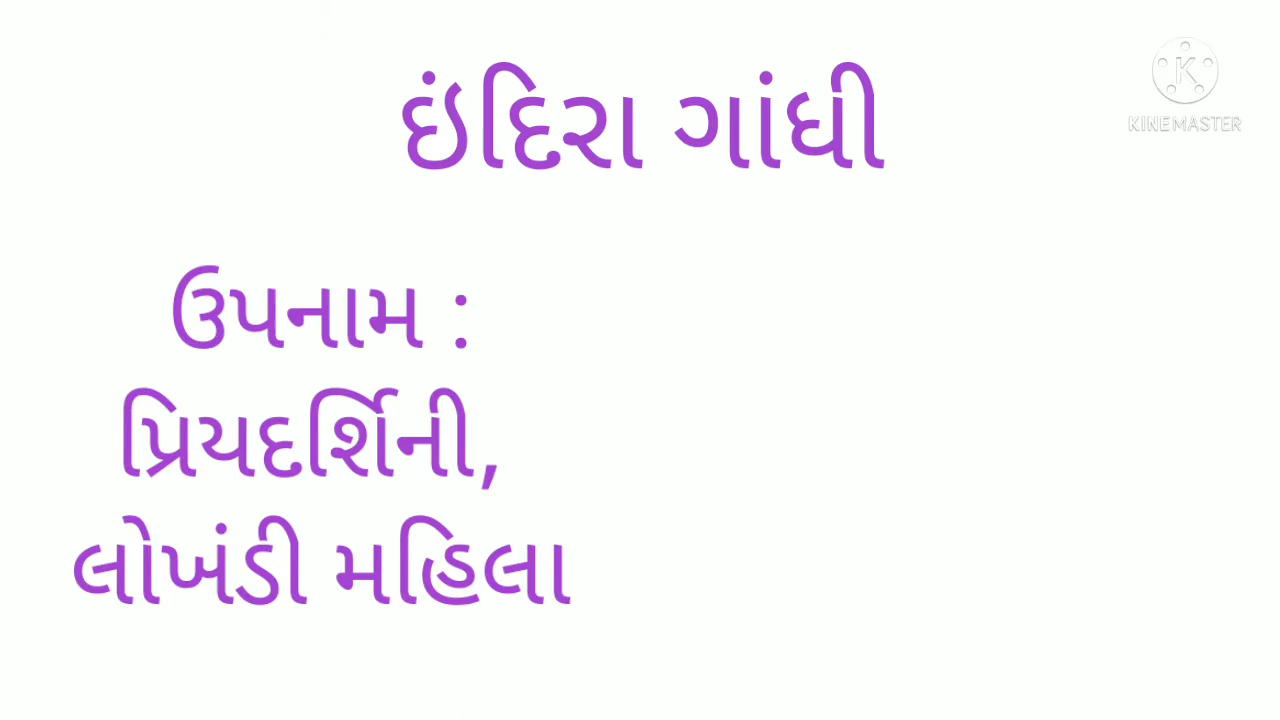 ઇંદિરા ગાંધી
KINEMASTER
ઉપનામ :
પ્રિયદર્શિની,
લોખંડી મહિલા